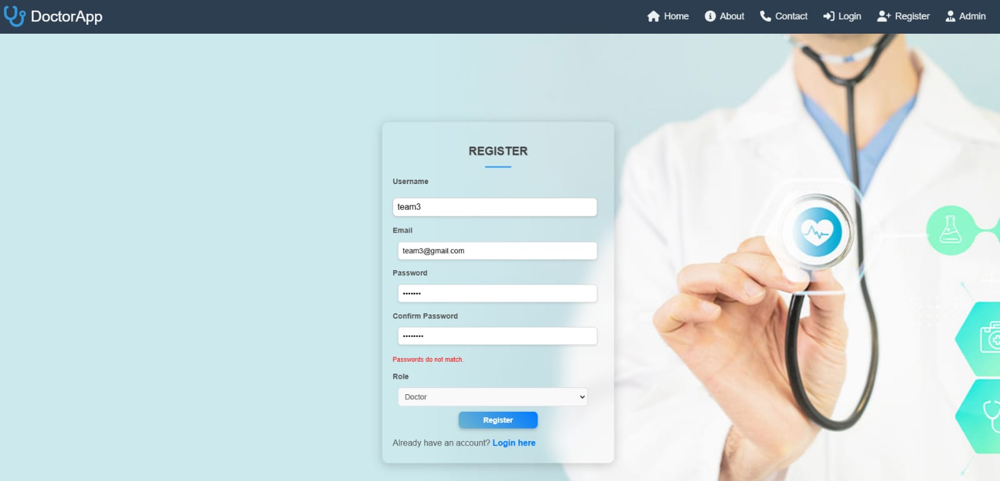 DoctorApp
Home
About
Contact
Login
Register
Admin
REGISTER
Username
team3
Email
team3@gmail.com
Password
•••••••
Confirm Password
••••••••
Passwords do not match.
Role
Doctor
Register
Already have an account? Login here